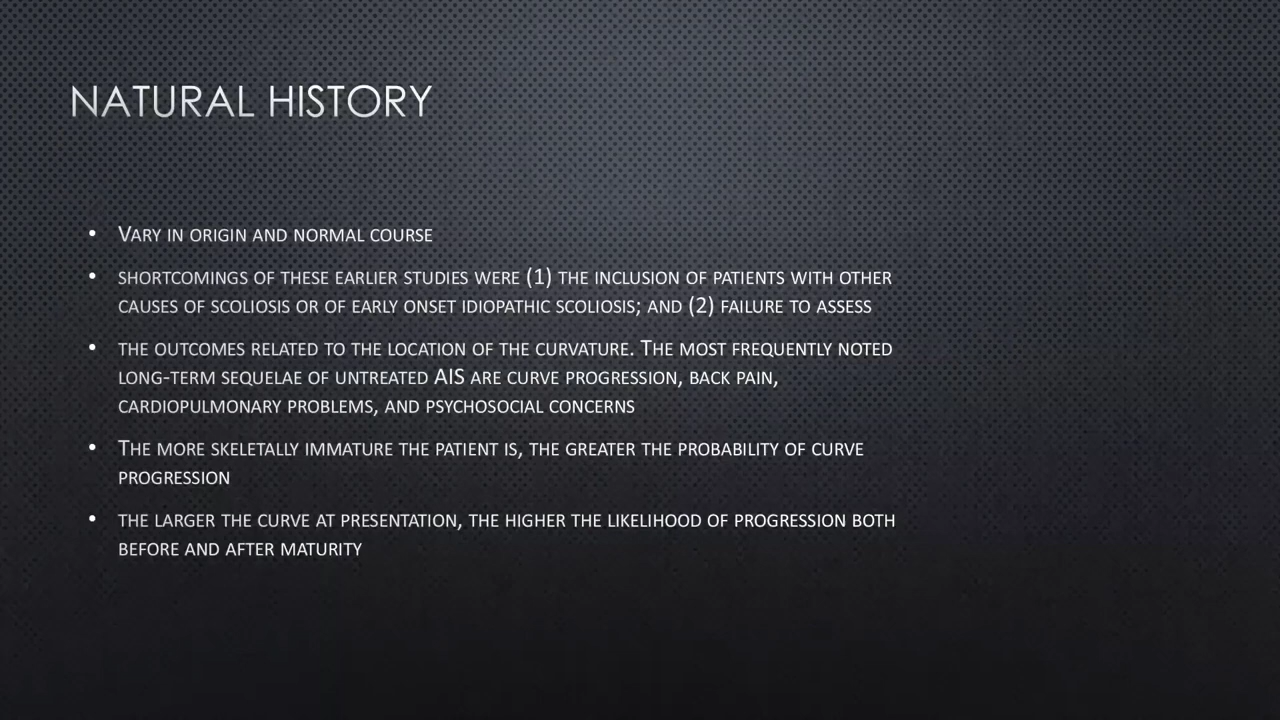 NATURAL HISTORY
• VARY IN ORIGIN AND NORMAL COURSE
• SHORTCOMINGS OF THESE EARLIER STUDIES WERE (1) THE INCLUSION OF PATIENTS WITH OTHER
CAUSES OF SCOLIOSIS OR OF EARLY ONSET IDIOPATHIC SCOLIOSIS; AND (2) FAILURE TO ASSESS
• THE OUTCOMES RELATED TO THE LOCATION OF THE CURVATURE. THE MOST FREQUENTLY NOTED
LONG-TERM SEQUELAE OF UNTREATED AIS ARE CURVE PROGRESSION, BACK PAIN,
CARDIOPULMONARY PROBLEMS, AND PSYCHOSOCIAL CONCERNS
• THE MORE SKELETALLY IMMATURE THE PATIENT IS, THE GREATER THE PROBABILITY OF CURVE
PROGRESSION
• THE LARGER THE CURVE AT PRESENTATION, THE HIGHER THE LIKELIHOOD OF PROGRESSION BOTH
BEFORE AND AFTER MATURITY